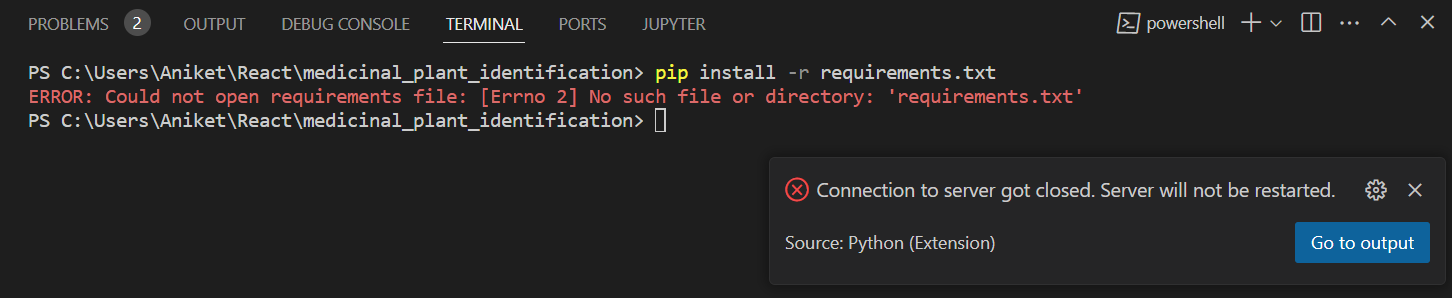 PROBLEMS 2 OUTPUT DEBUG CONSOLE TERMINAL PORTS JUPYTER powershell
PS C:\Users\Aniket\React\medicinal_plant_identification> pip install -r requirements.txt
ERROR: Could not open requirements file: [Errno 2] No such file or directory: 'requirements.txt'
PS C:\Users\Aniket\React\medicinal_plant_identification>
Connection to server got closed. Server will not be restarted.
Source: Python (Extension) Go to output